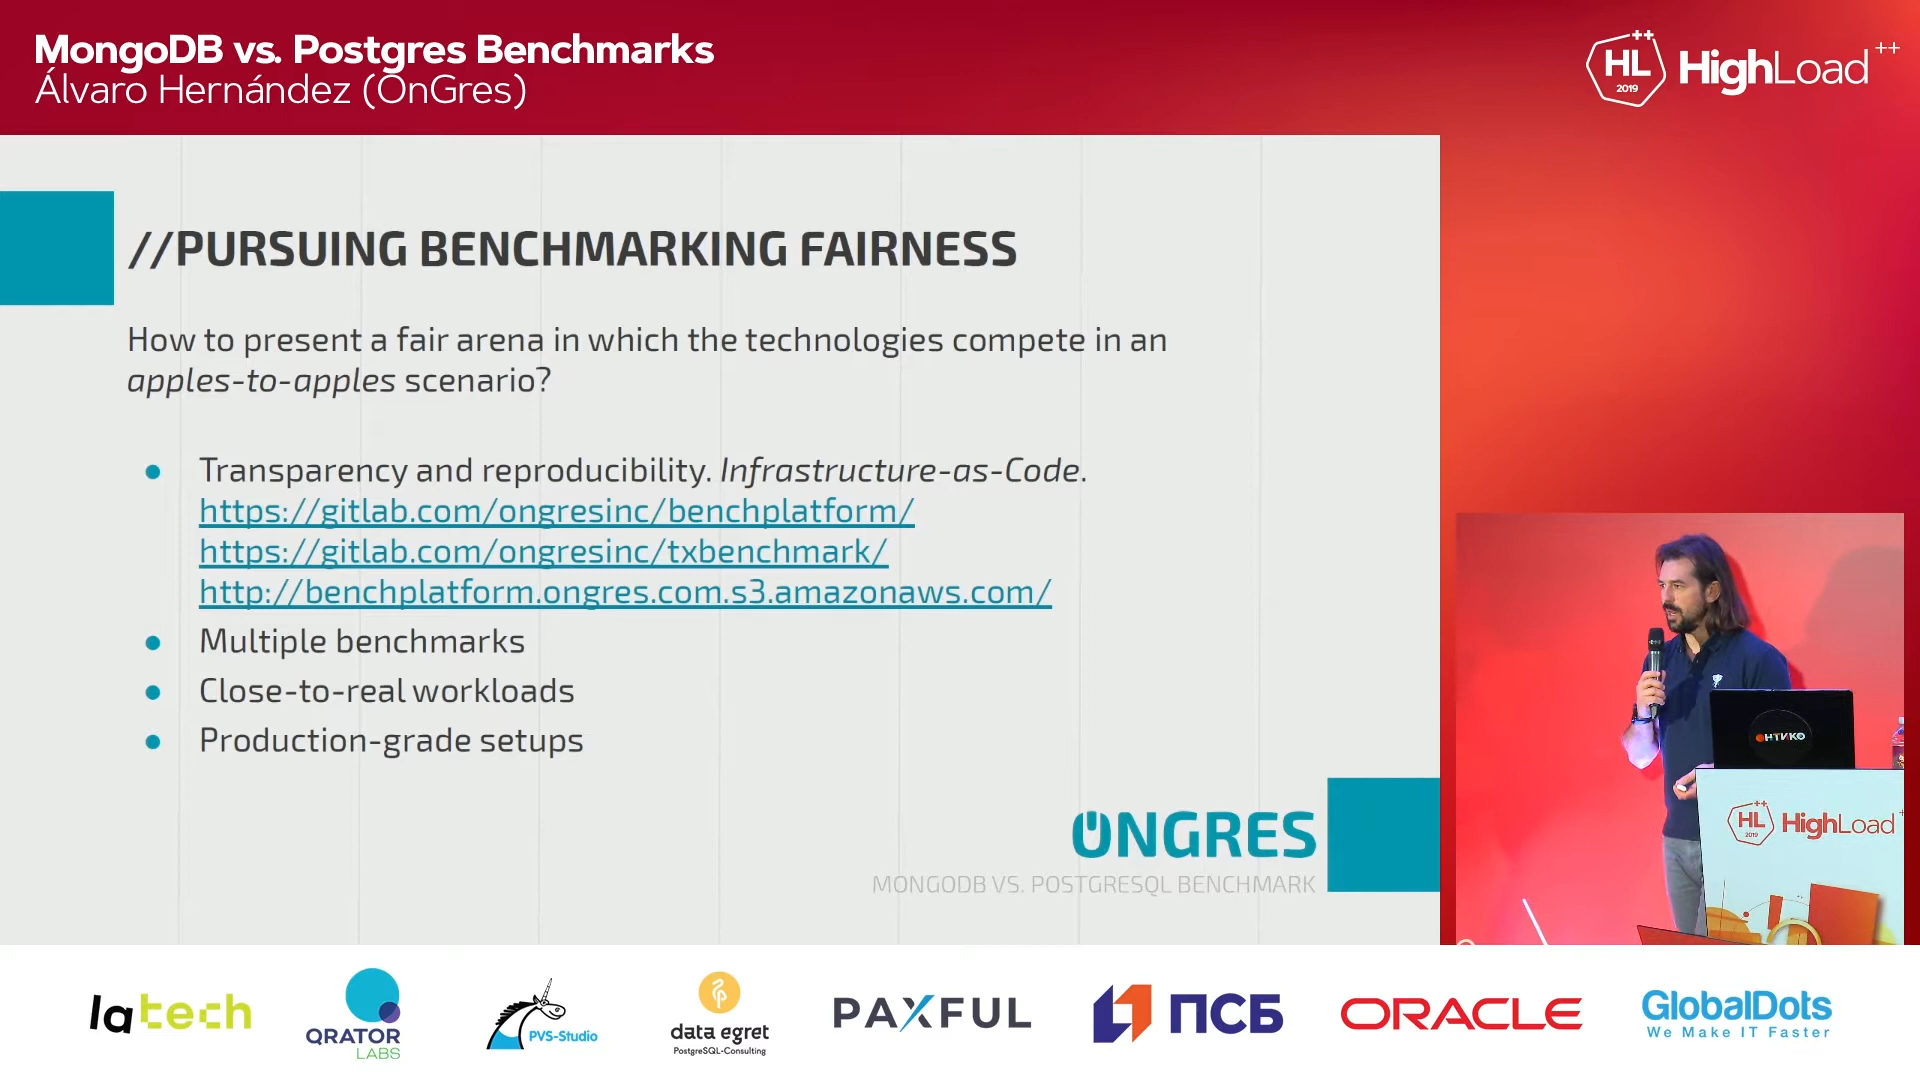 MongoDB vs. Postgres Benchmarks
Álvaro Hernández (OnGres)
HL
2019
HighLoad++
//PURSUING BENCHMARKING FAIRNESS
How to present a fair arena in which the technologies compete in an
apples-to-apples scenario?
● Transparency and reproducibility. Infrastructure-as-Code.
https://gitlab.com/ongresinc/benchplatform/
https://gitlab.com/ongresinc/txbenchmark/
http://benchplatform.ongres.com.s3.amazonaws.com/
● Multiple benchmarks
● Close-to-real workloads
● Production-grade setups
ONGRES
MONGODB VS. POSTGRESQL BENCHMARK
ОНТИКО
HL
2019
HighLoad+
latech
QRATOR
LABS
PVS-Studio
data egret
PostgreSQL-Consulting
PAXFUL
ПСБ
ORACLE
GlobalDots
We Make IT Faster